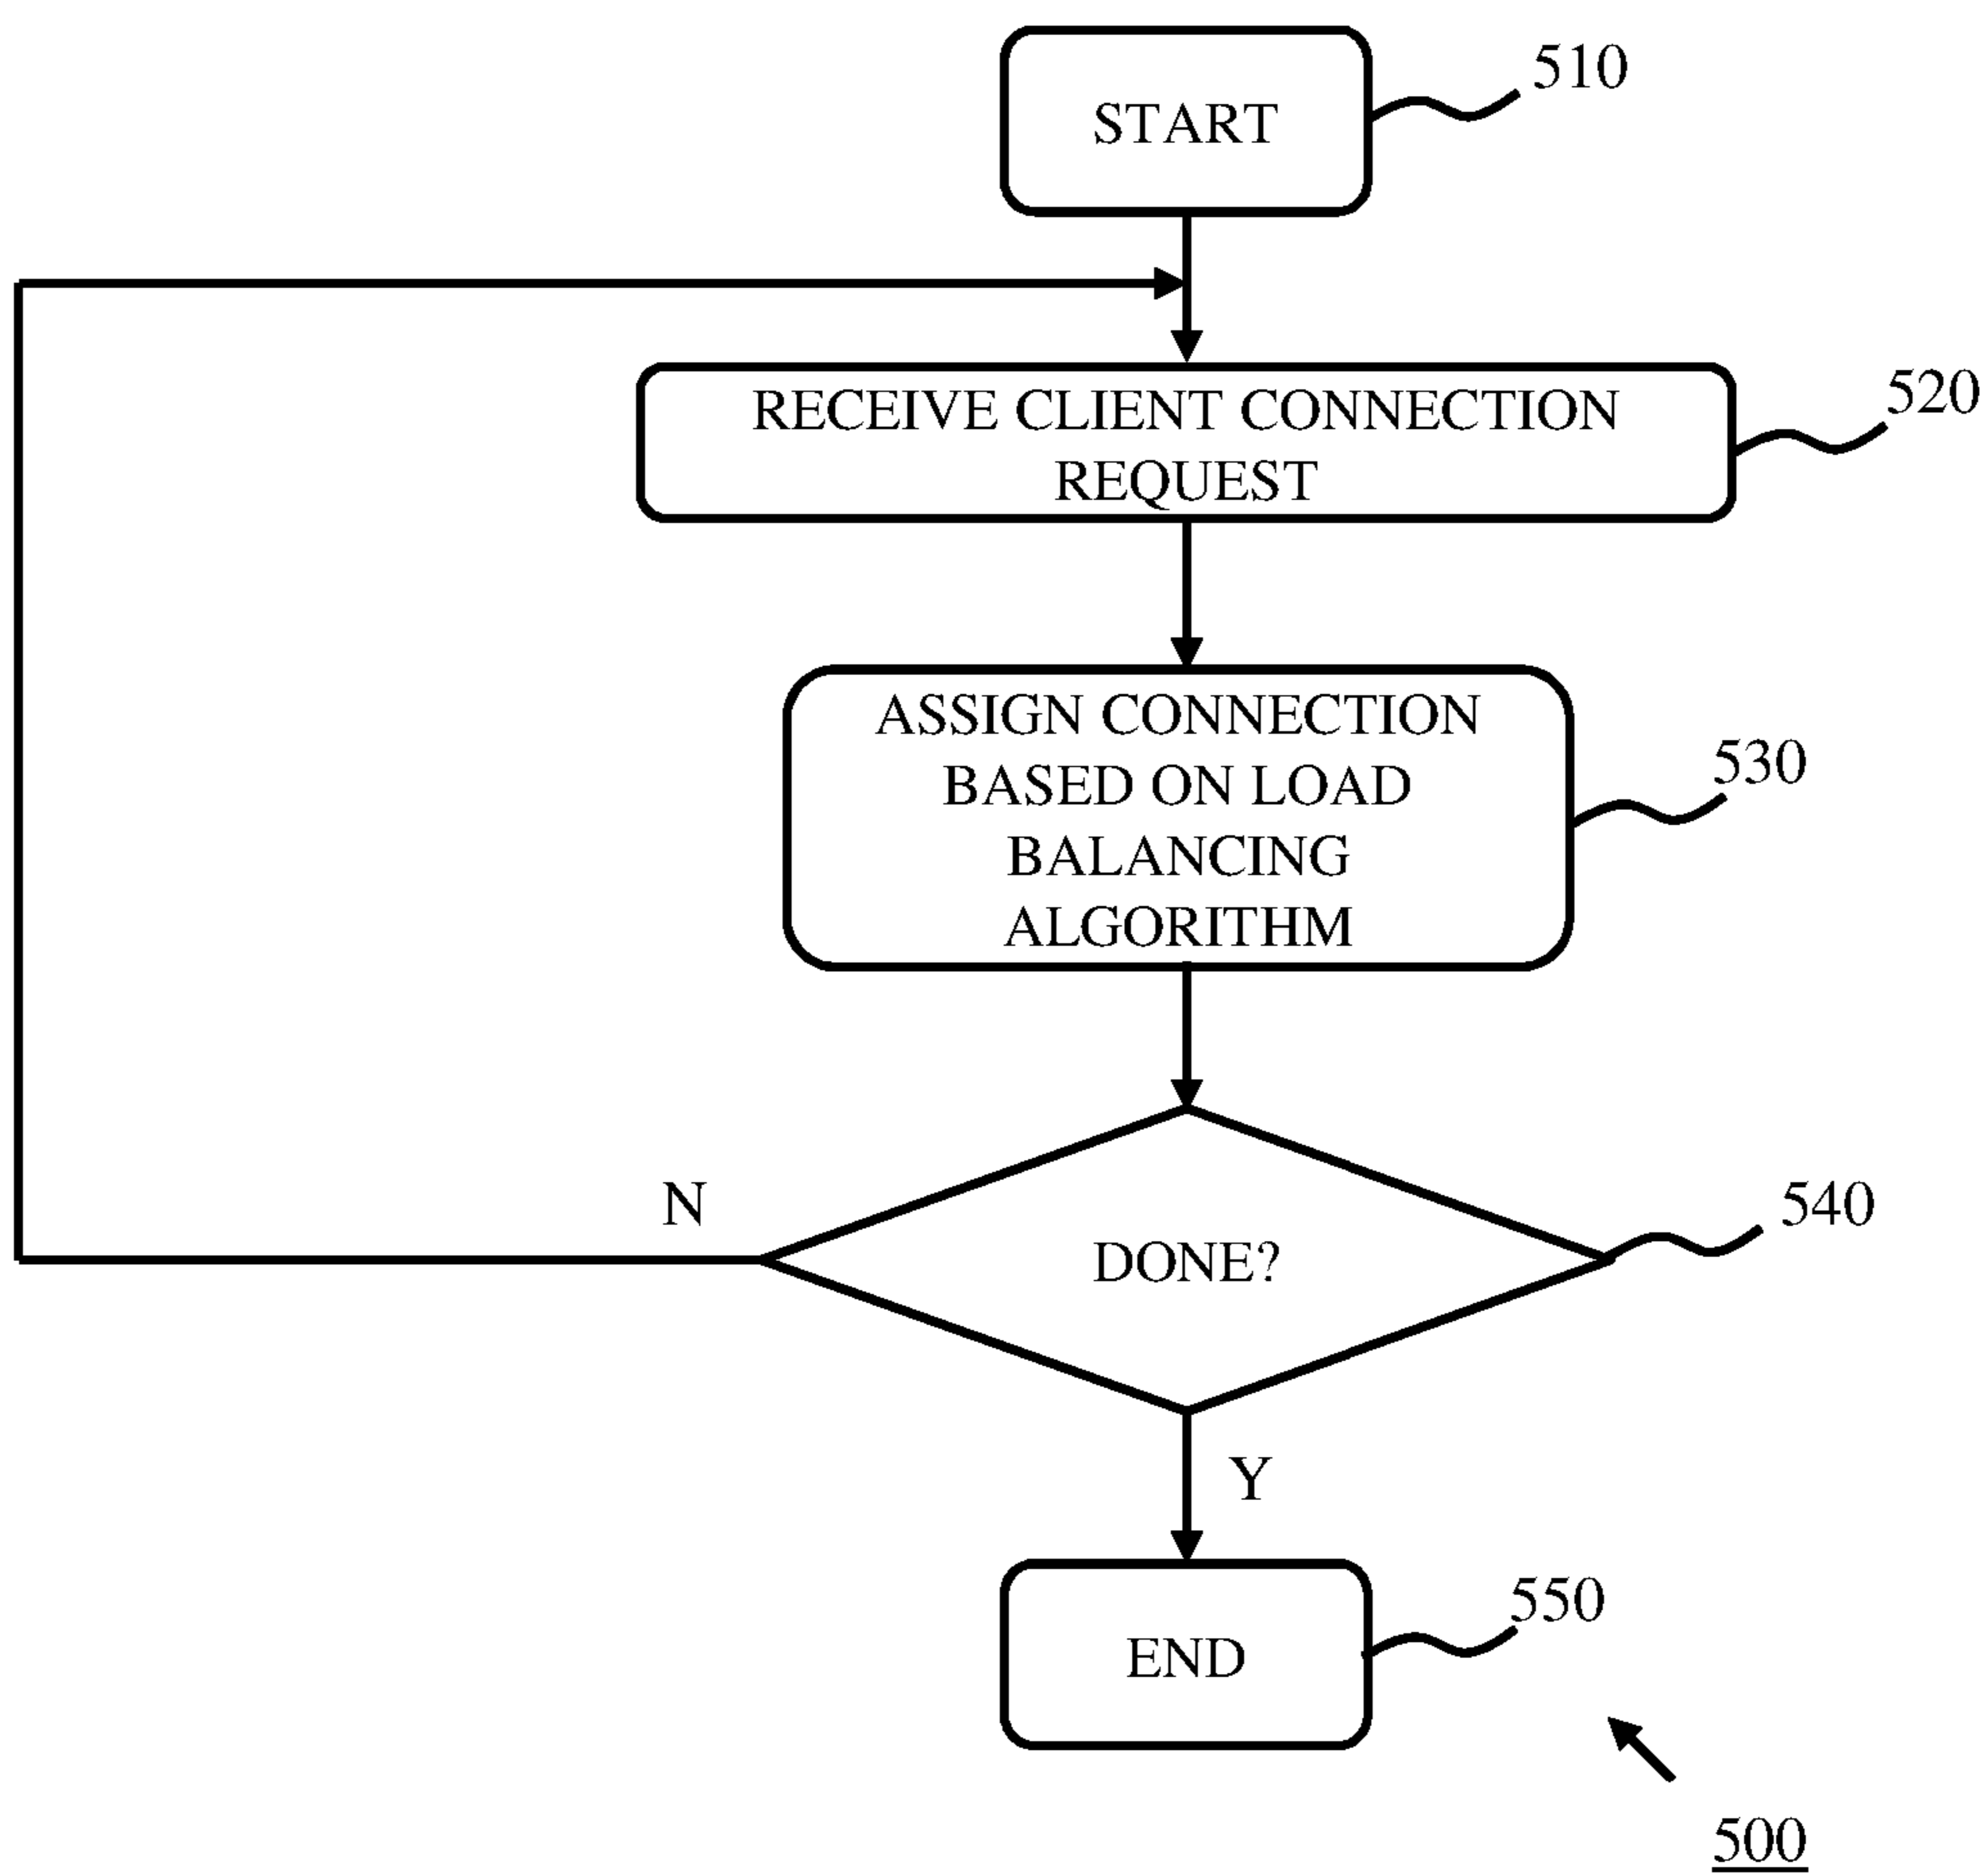 START
510
RECEIVE CLIENT CONNECTION
REQUEST
520
ASSIGN CONNECTION
BASED ON LOAD
BALANCING
ALGORITHM
530
N
DONE?
540
Y
END
550
500